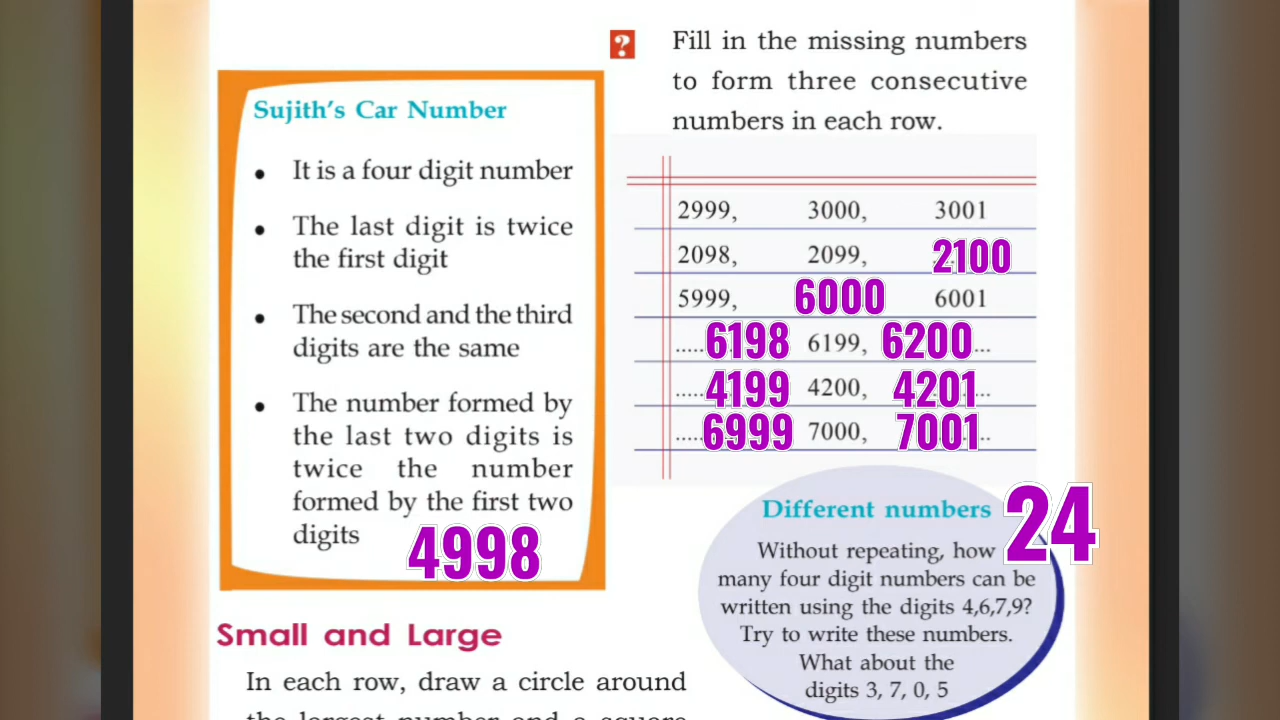 Sujith's Car Number
• It is a four digit number
• The last digit is twice
the first digit
• The second and the third
digits are the same
• The number formed by
the last two digits is
twice the number
formed by the first two
digits 4998
Small and Large
In each row, draw a circle around
the largest number and a square
? Fill in the missing numbers
to form three consecutive
numbers in each row.
2999, 3000, 3001
2098, 2099, 2100
5999, 6000 6001
..... 6198 6199, 6200 ...
..... 4199 4200, 4201 ...
..... 6999 7000, 7001 ..
Different numbers 24
Without repeating, how
many four digit numbers can be
written using the digits 4,6,7,9?
Try to write these numbers.
What about the
digits 3, 7, 0, 5